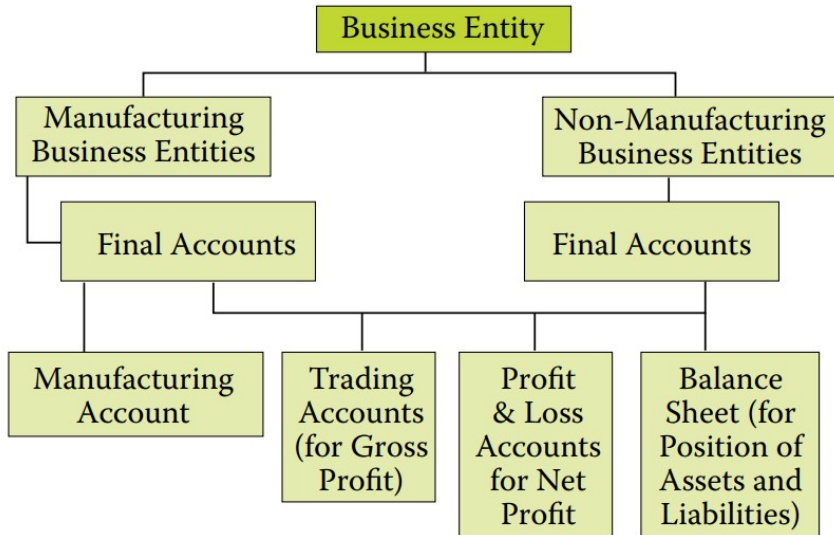 Business Entity
Manufacturing
Business Entities
Non-Manufacturing
Business Entities
Final Accounts
Final Accounts
Manufacturing
Account
Trading
Accounts
(for Gross
Profit)
Profit
& Loss
Accounts
for Net
Profit
Balance
Sheet (for
Position of
Assets and
Liabilities)